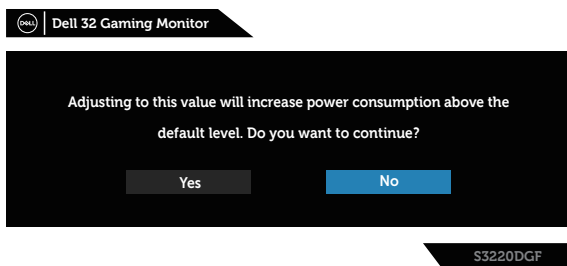 DELL Dell 32 Gaming Monitor
Adjusting to this value will increase power consumption above the
default level. Do you want to continue?
Yes No
S3220DGF